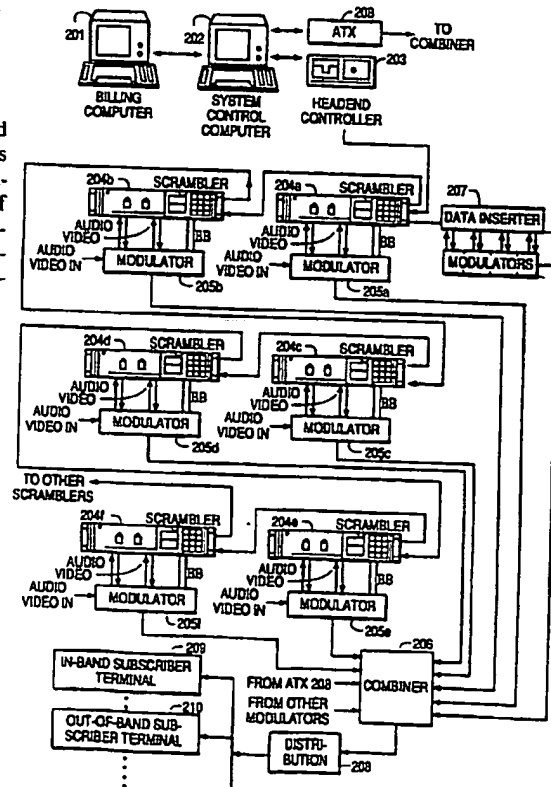 201
202
208
ATX
TO
COMBINER
203
BILLING
COMPUTER
SYSTEM
CONTROL
COMPUTER
HEADEND
CONTROLLER
204b
SCRAMBLER
204a
SCRAMBLER
207
DATA INSERTER
AUDIO
VIDEO
BB
AUDIO
VIDEO
BB
AUDIO
VIDEO IN
MODULATOR
205b
AUDIO
VIDEO IN
MODULATOR
205a
MODULATORS
204d
SCRAMBLER
204c
SCRAMBLER
AUDIO
VIDEO
BB
AUDIO
VIDEO
BB
AUDIO
VIDEO IN
MODULATOR
205d
AUDIO
VIDEO IN
MODULATOR
205c
TO OTHER
SCRAMBLERS
204f
SCRAMBLER
204e
SCRAMBLER
AUDIO
VIDEO
BB
AUDIO
VIDEO
BB
AUDIO
VIDEO IN
MODULATOR
205f
AUDIO
VIDEO IN
MODULATOR
205e
209
IN-BAND SUBSCRIBER
TERMINAL
206
COMBINER
FROM ATX 208
FROM OTHER
MODULATORS
210
OUT-OF-BAND SUB-
SCRIBER TERMINAL
DISTRI-
BUTION
208